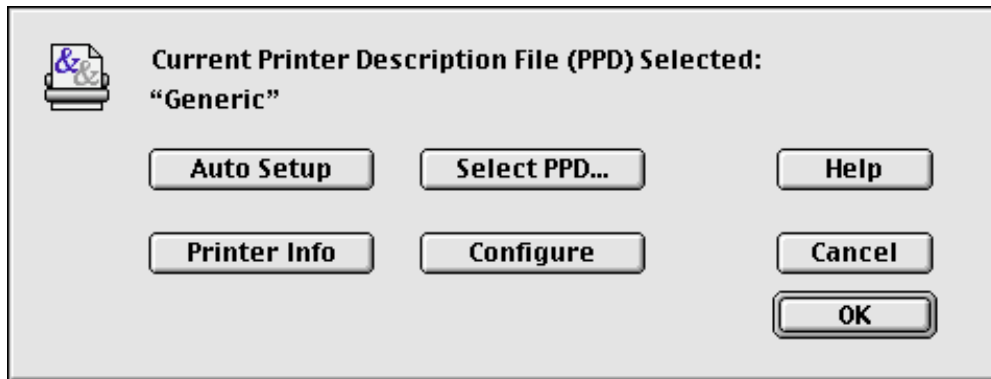 Current Printer Description File (PPD) Selected:
“Generic”
Auto Setup
Select PPD...
Help
Printer Info
Configure
Cancel
OK